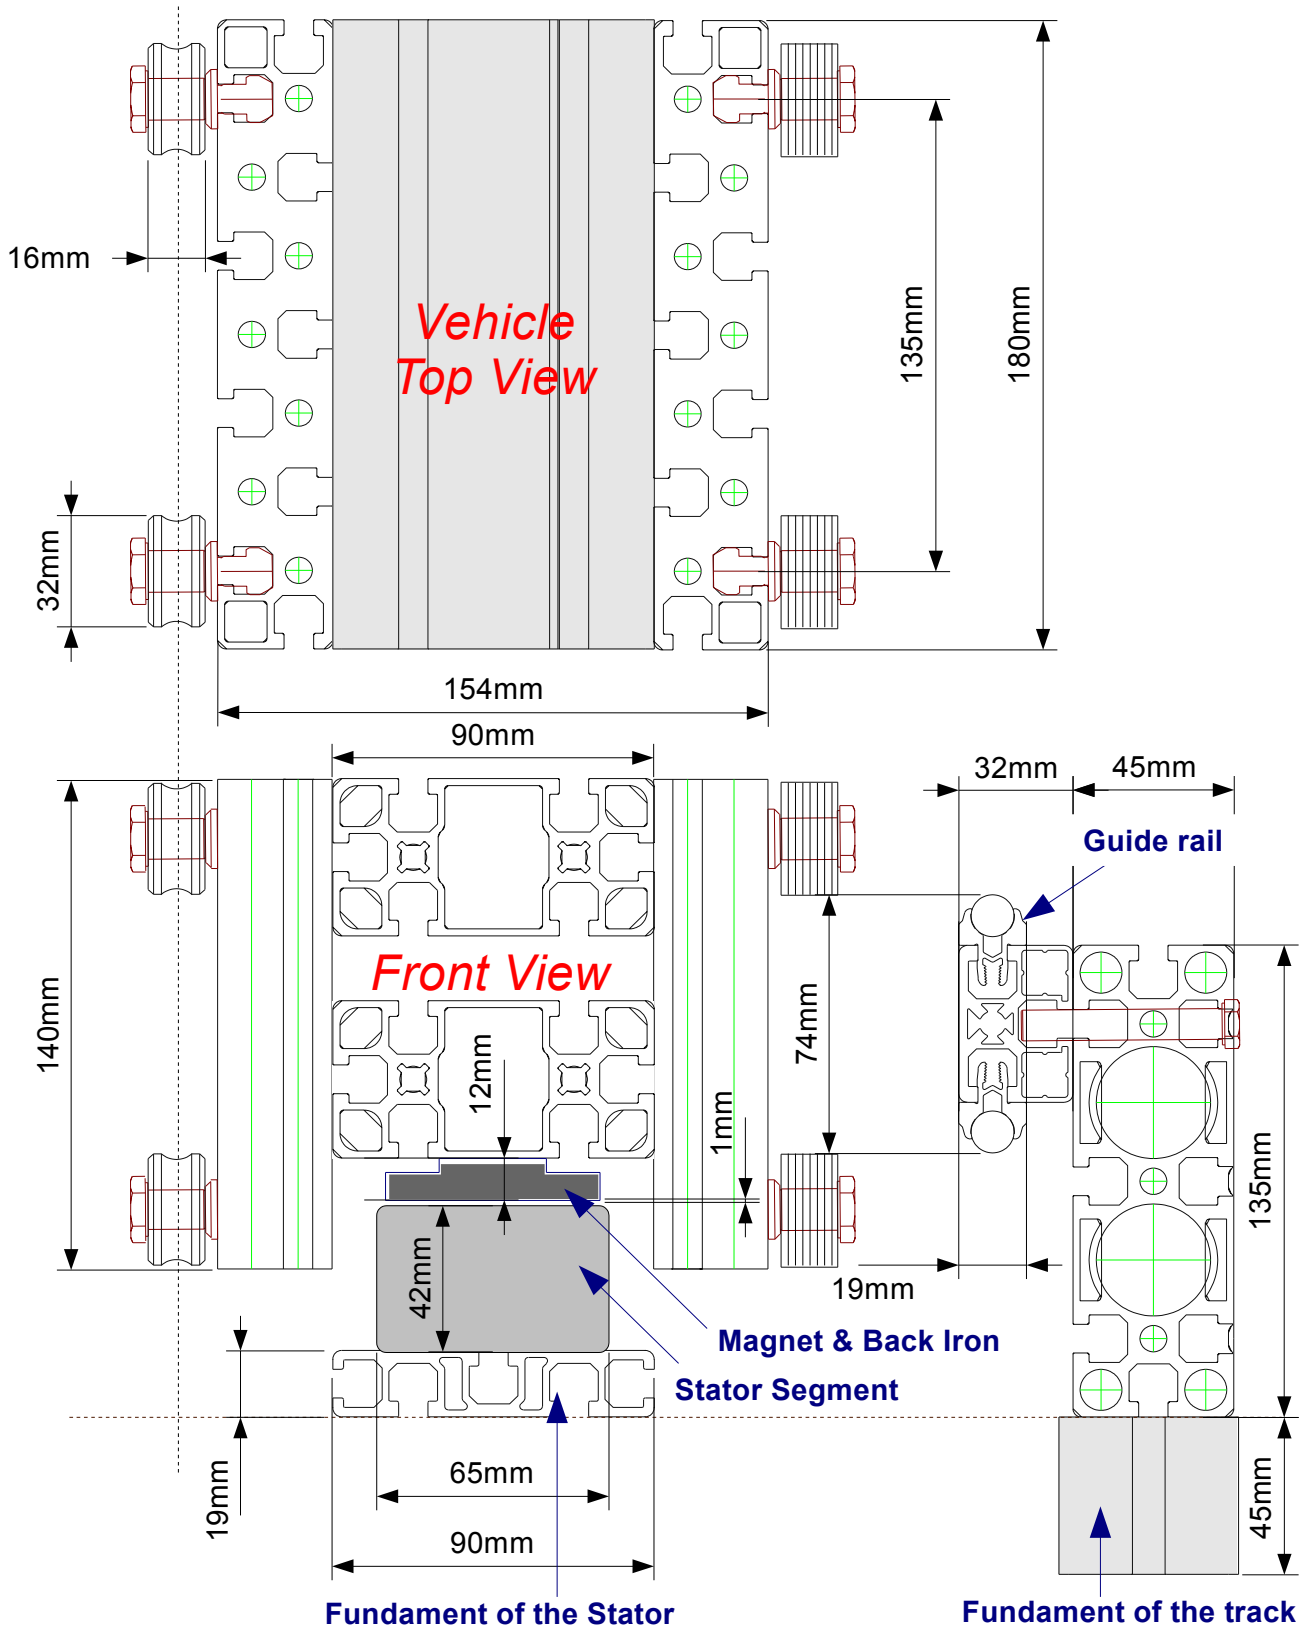 16mm
Vehicle
Top View
135mm
180mm
32mm
154mm
90mm
32mm
45mm
Guide rail
Front View
140mm
12mm
74mm
1mm
135mm
42mm
19mm
Magnet & Back Iron
Stator Segment
19mm
65mm
90mm
45mm
Fundament of the Stator
Fundament of the track